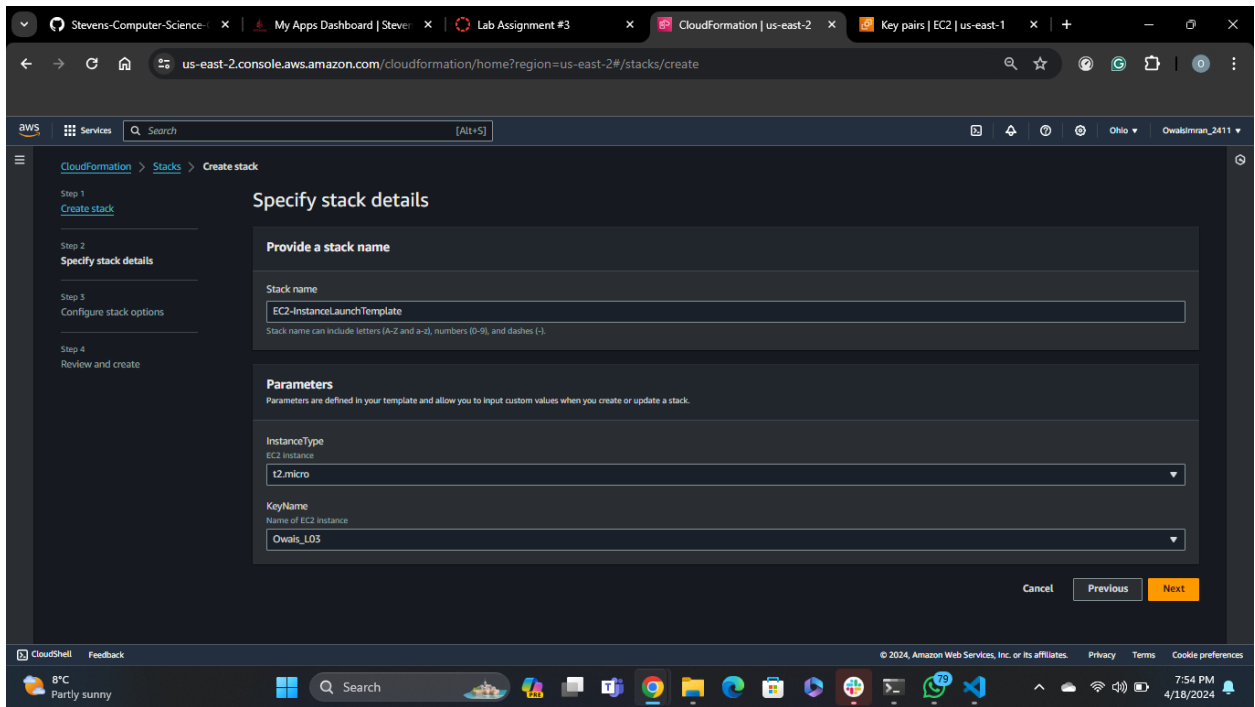 Stevens-Computer-Science-
My Apps Dashboard | Steven
Lab Assignment #3
CloudFormation | us-east-2
Key pairs | EC2 | us-east-1
us-east-2.console.aws.amazon.com/cloudformation/home?region=us-east-2#/stacks/create
aws
Services
Search
[Alt+S]
Ohio
OwaisImran_2411
CloudFormation > Stacks > Create stack
Step 1
Create stack
Step 2
Specify stack details
Step 3
Configure stack options
Step 4
Review and create
Specify stack details
Provide a stack name
Stack name
EC2-InstanceLaunchTemplate
Stack name can include letters (A-Z and a-z), numbers (0-9), and dashes (-).
Parameters
Parameters are defined in your template and allow you to input custom values when you create or update a stack.
InstanceType
EC2 instance
t2.micro
KeyName
Name of EC2 instance
Owais_L03
Cancel
Previous
Next
CloudShell
Feedback
© 2024, Amazon Web Services, Inc. or its affiliates.
Privacy
Terms
Cookie preferences
8°C
Partly sunny
Search
79
7:54 PM
4/18/2024